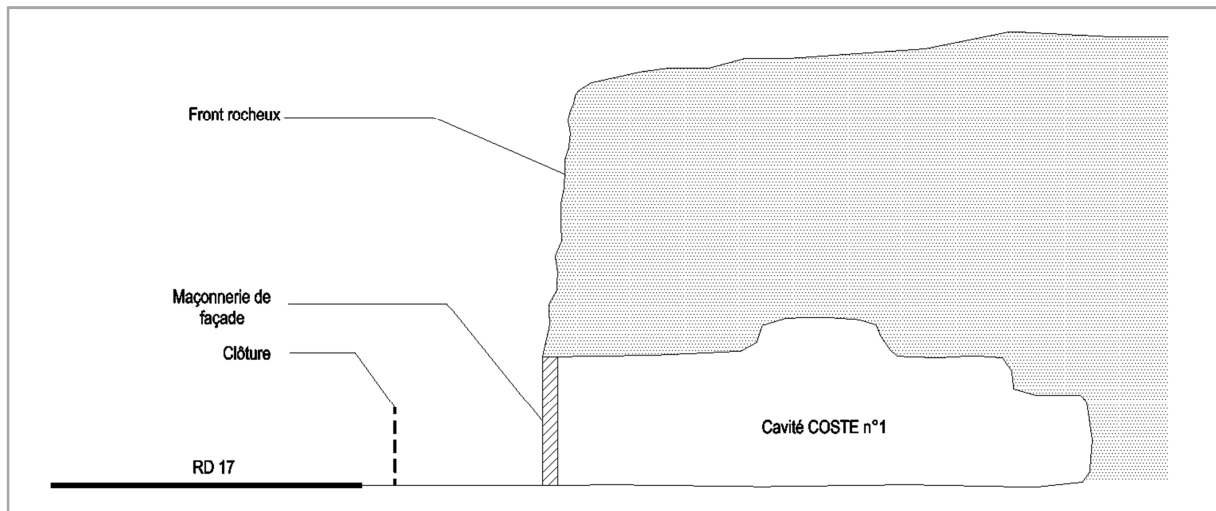 Front rocheux
Maçonnerie de
façade
Clôture
Cavité COSTE n°1
RD 17